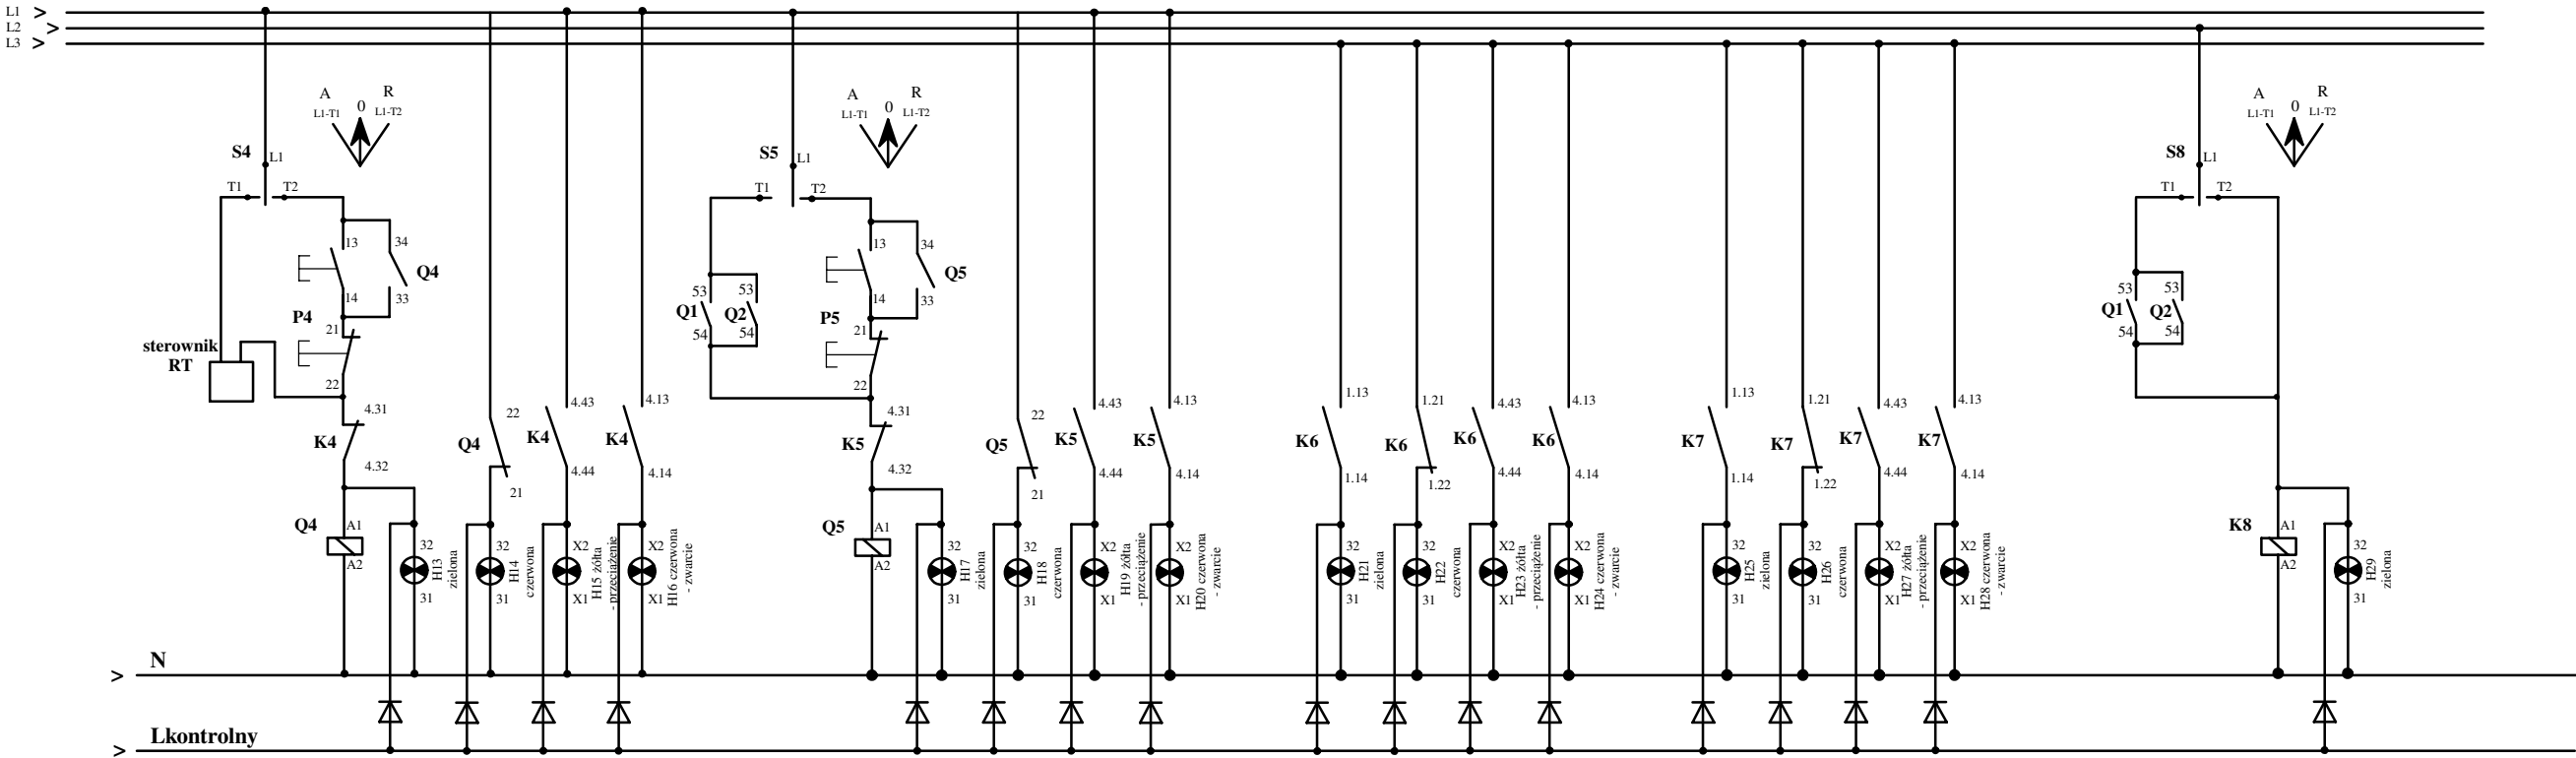 L1 >
L2 >
L3 >
A 0 R
L1-T1 L1-T2
S4 L1
T1 T2
13 34
Q4
14 33
P4
21
sterownik
RT
22
4.31
K4
4.32
Q4 A1
A2
32
31
H13
zielona
22
Q4
21
32
31
H14
czerwona
4.43
K4
4.44
X2
X1
H15 żółta
- przeciążenie
4.13
K4
4.14
X2
X1
H16 czerwona
- zwarcie
A 0 R
L1-T1 L1-T2
S5 L1
T1 T2
13 34
Q5
14 33
53 53
Q1 Q2
54 54
P5
21
22
4.31
K5
4.32
Q5 A1
A2
32
31
H17
zielona
22
Q5
21
32
31
H18
czerwona
4.43
K5
4.44
X2
X1
H19 żółta
- przeciążenie
4.13
K5
4.14
X2
X1
H20 czerwona
- zwarcie
1.13
K6
1.14
32
31
H21
zielona
1.21
K6
1.22
32
31
H22
czerwona
4.43
K6
4.44
X2
X1
H23 żółta
- przeciążenie
4.13
K6
4.14
X2
X1
H24 czerwona
- zwarcie
1.13
K7
1.14
32
31
H25
zielona
1.21
K7
1.22
32
31
H26
czerwona
4.43
K7
4.44
X2
X1
H27 żółta
- przeciążenie
4.13
K7
4.14
X2
X1
H28 czerwona
- zwarcie
A 0 R
L1-T1 L1-T2
S8 L1
T1 T2
53 53
Q1 Q2
54 54
K8 A1
A2
32
31
H29
zielona
> N
> Lkontrolny